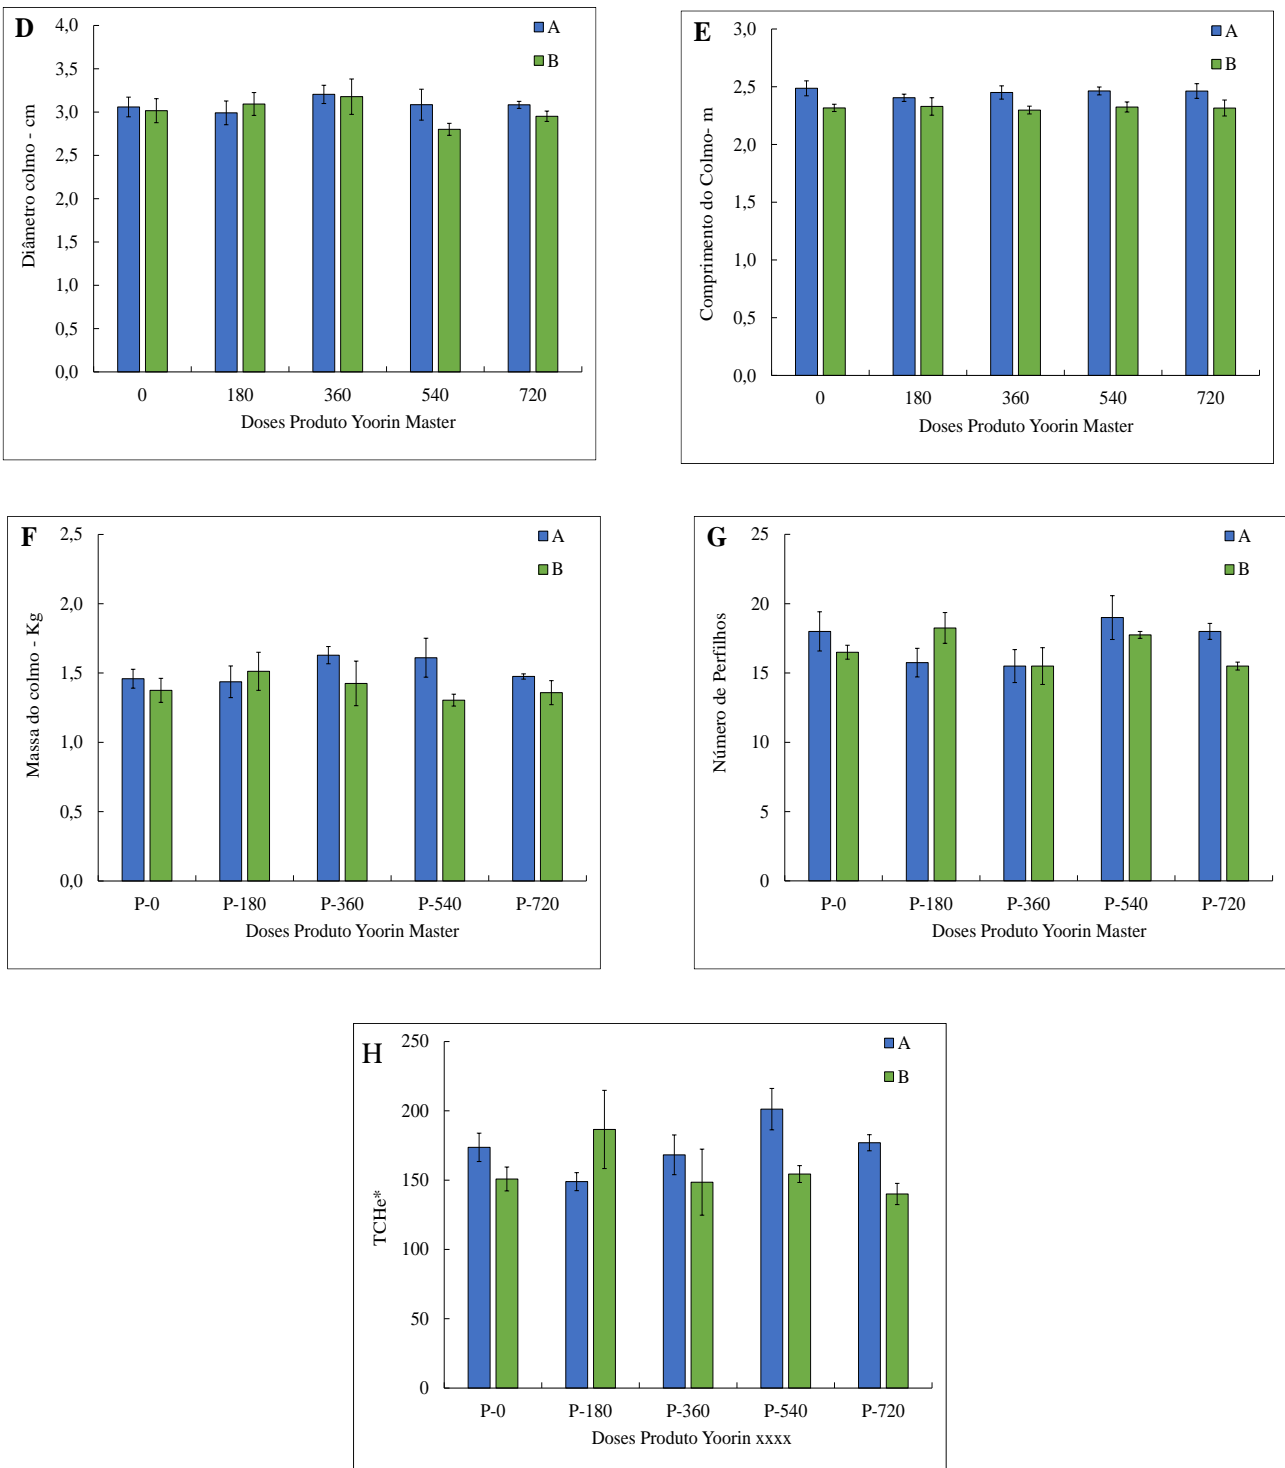 D
A
B
4,0
3,5
3,0
2,5
2,0
1,5
1,0
0,5
0,0
Diâmetro colmo - cm
0 180 360 540 720
Doses Produto Yoorin Master
E
A
B
3,0
2,5
2,0
1,5
1,0
0,5
0,0
Comprimento do Colmo- m
0 180 360 540 720
Doses Produto Yoorin Master
F
A
B
2,5
2,0
1,5
1,0
0,5
0,0
Massa do colmo - Kg
P-0 P-180 P-360 P-540 P-720
Doses Produto Yoorin Master
G
A
B
25
20
15
10
5
0
Número de Perfilhos
P-0 P-180 P-360 P-540 P-720
Doses Produto Yoorin Master
H
A
B
250
200
150
100
50
0
TCHe*
P-0 P-180 P-360 P-540 P-720
Doses Produto Yoorin xxxx